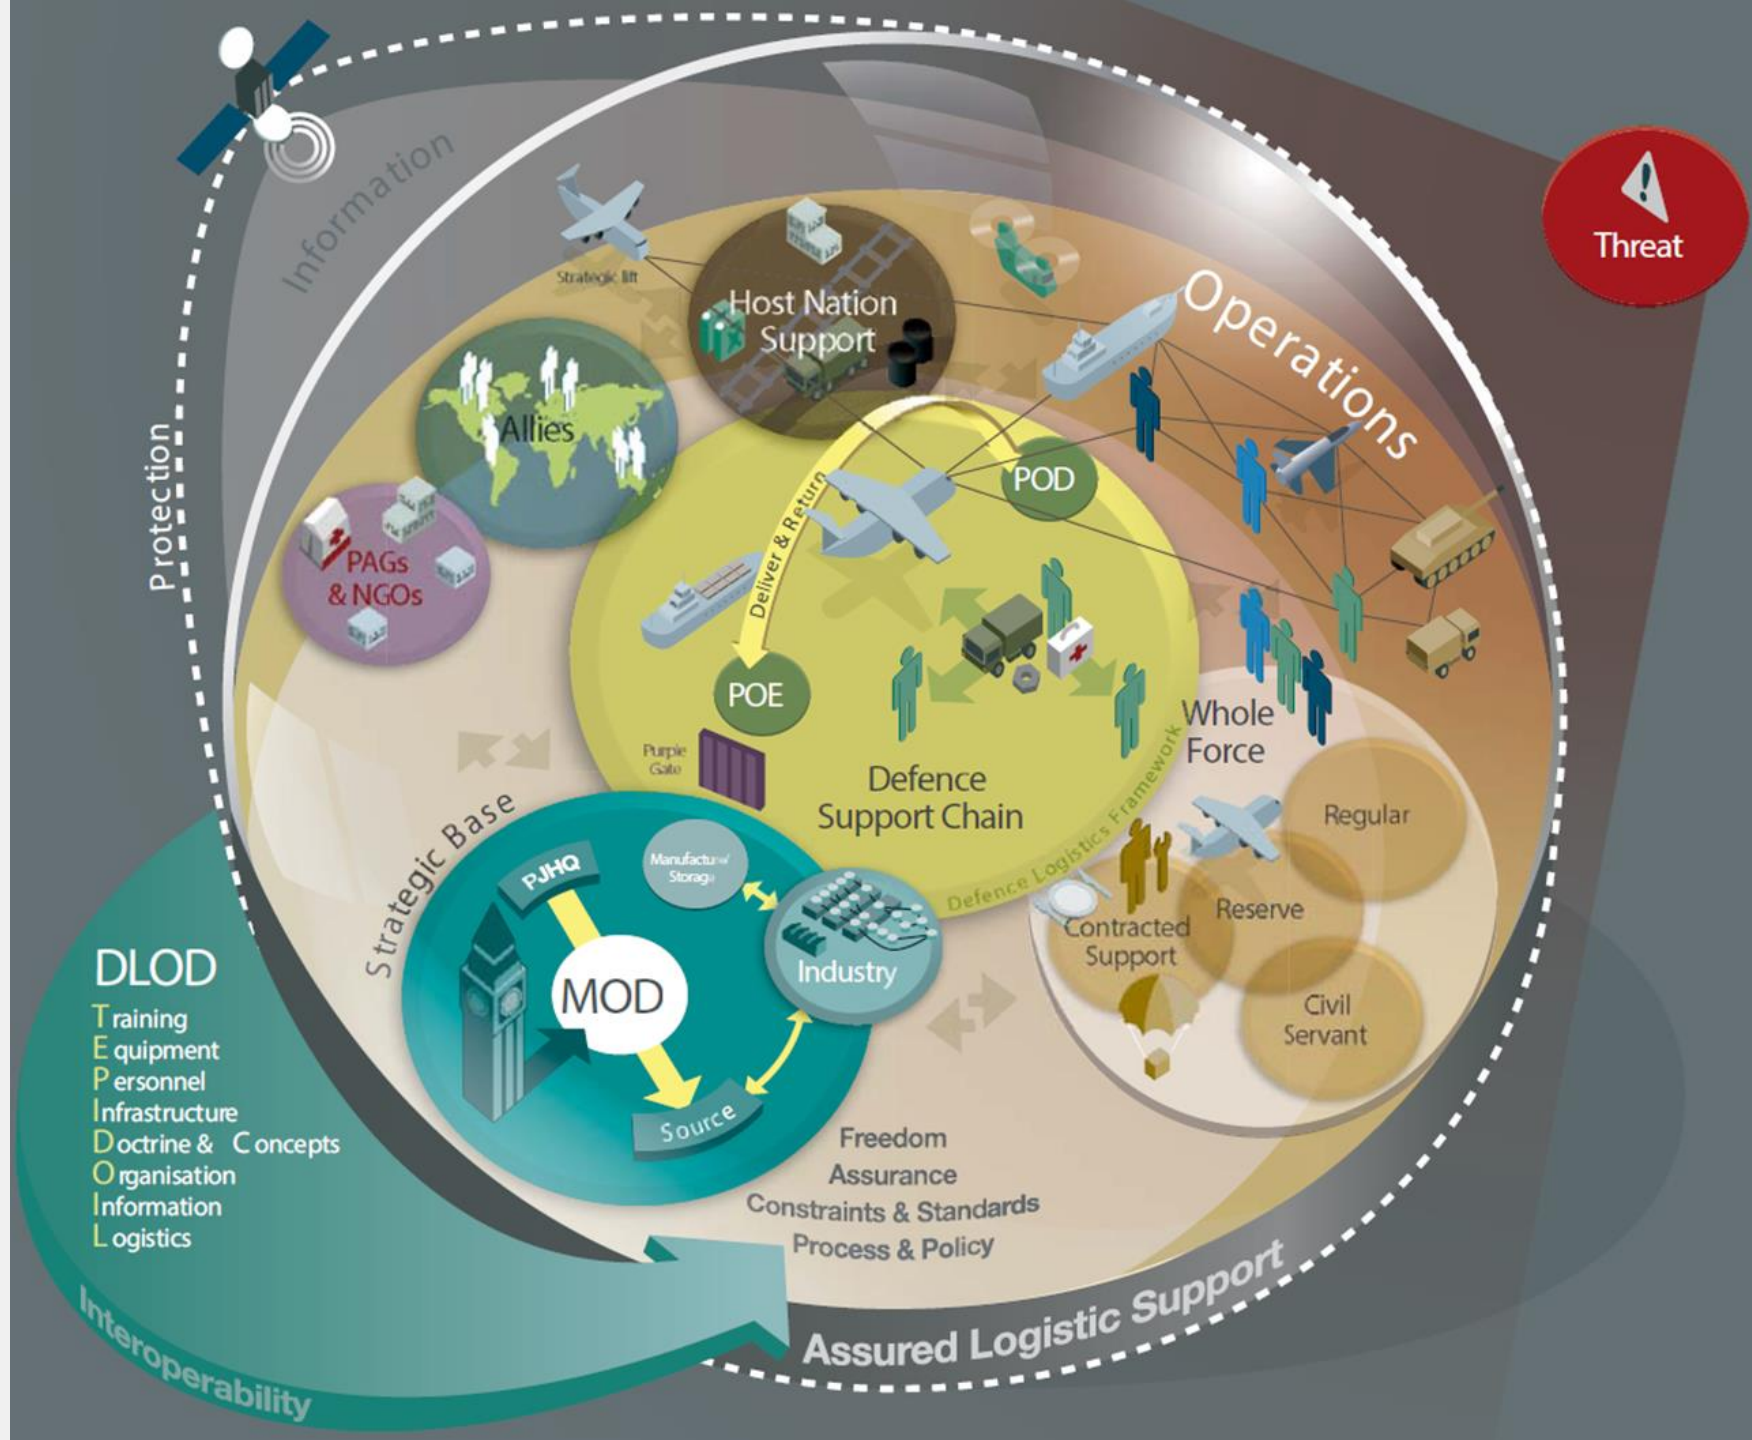 Information
Threat
Strategic lift
Host Nation
Support
Operations
Allies
Protection
PAGs
& NGOs
POD
Deliver & Return
POE
Purple
Gate
Whole
Force
Defence
Support Chain
Defence Logistics Framework
Regular
Reserve
Contracted
Support
Civil
Servant
Strategic Base
PJHQ
Manufacture/
Storage
Industry
MOD
Source
DLOD
Training
Equipment
Personnel
Infrastructure
Doctrine & Concepts
Organisation
Information
Logistics
Freedom
Assurance
Constraints & Standards
Process & Policy
Interoperability
Assured Logistic Support